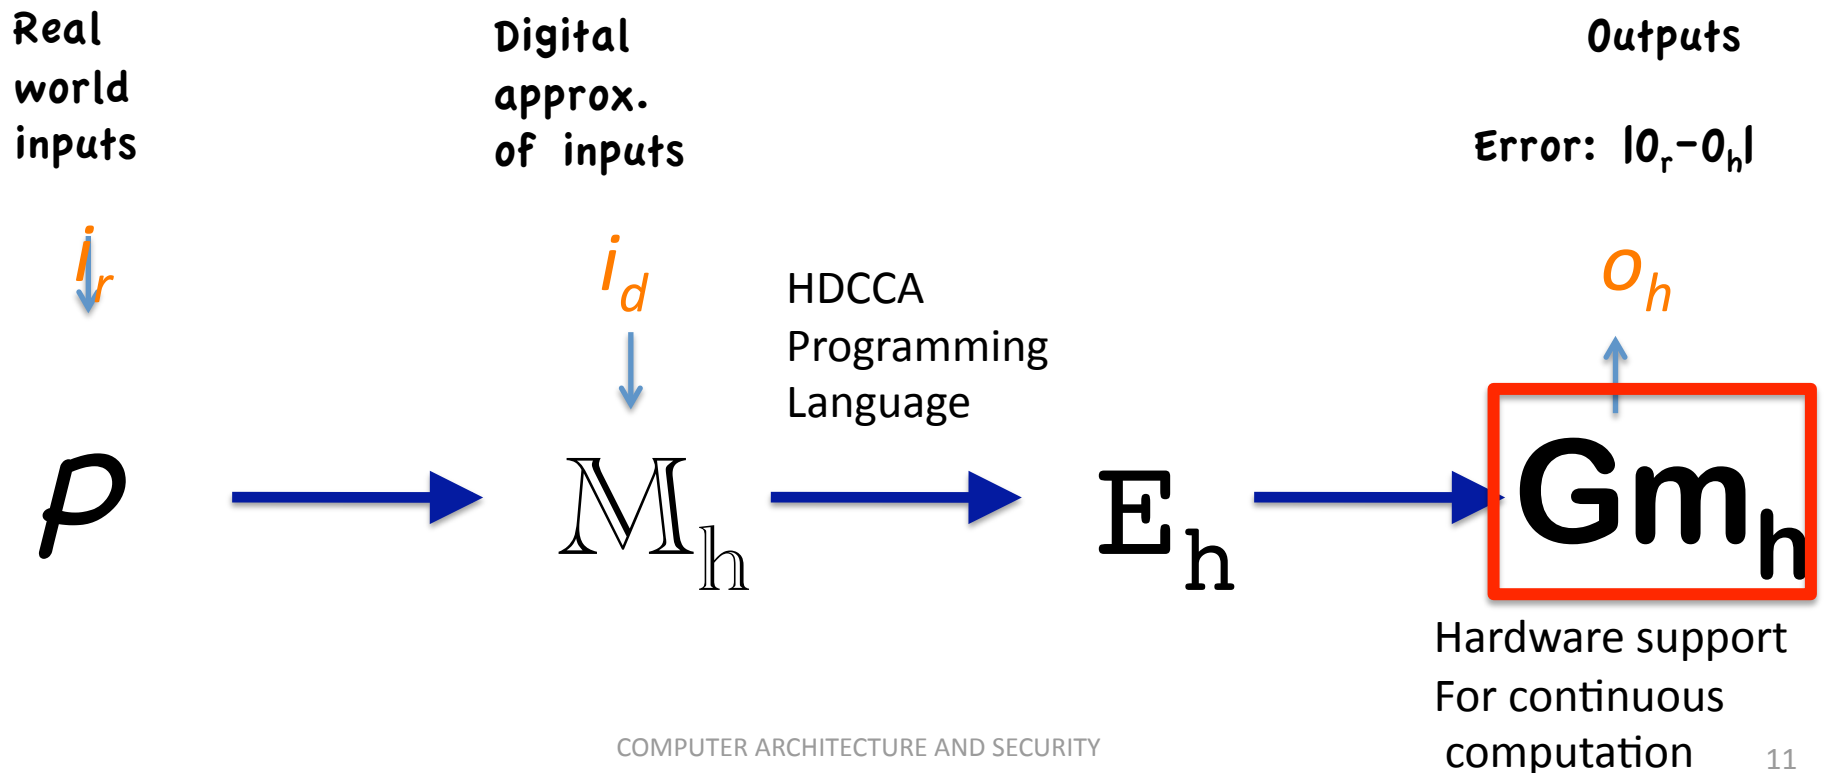 Real
world
inputs
Digital
approx.
of inputs
Outputs
Error: |O_r-O_h|
i_r
i_d
HDCCA
Programming
Language
o_h
P
𝕄_h
E_h
Gm_h
Hardware support
For continuous
computation
COMPUTER ARCHITECTURE AND SECURITY
11